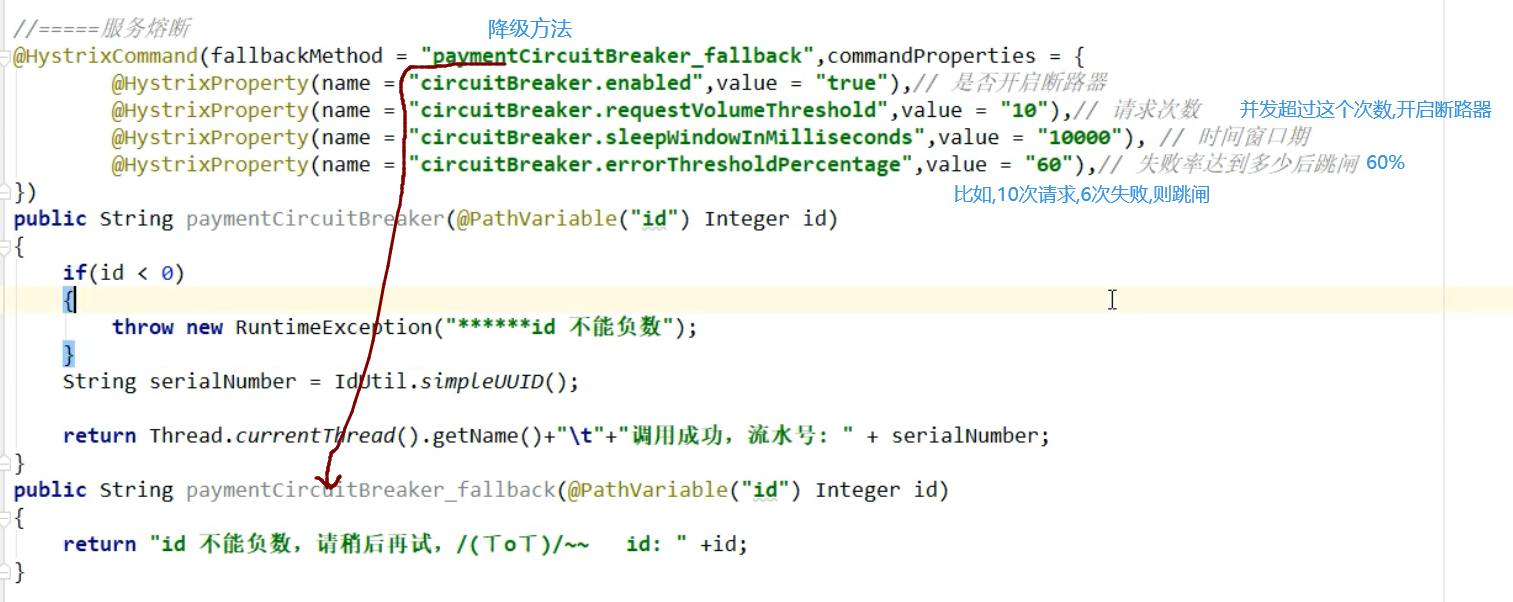 //=====服务熔断
降级方法
@HystrixCommand(fallbackMethod = "paymentCircuitBreaker_fallback",commandProperties = {
@HystrixProperty(name = "circuitBreaker.enabled",value = "true"),// 是否开启断路器
@HystrixProperty(name = "circuitBreaker.requestVolumeThreshold",value = "10"),// 请求次数 并发超过这个次数,开启断路器
@HystrixProperty(name = "circuitBreaker.sleepWindowInMilliseconds",value = "10000"), // 时间窗口期
@HystrixProperty(name = "circuitBreaker.errorThresholdPercentage",value = "60"),// 失败率达到多少后跳闸 60%
})
比如,10次请求,6次失败,则跳闸
public String paymentCircuitBreaker(@PathVariable("id") Integer id)
{
if(id < 0)
{
throw new RuntimeException("******id 不能负数");
}
String serialNumber = IdUtil.simpleUUID();
return Thread.currentThread().getName()+"\t"+"调用成功，流水号: " + serialNumber;
}
public String paymentCircuitBreaker_fallback(@PathVariable("id") Integer id)
{
return "id 不能负数，请稍后再试，/(ㄒoㄒ)/~~   id: " +id;
}